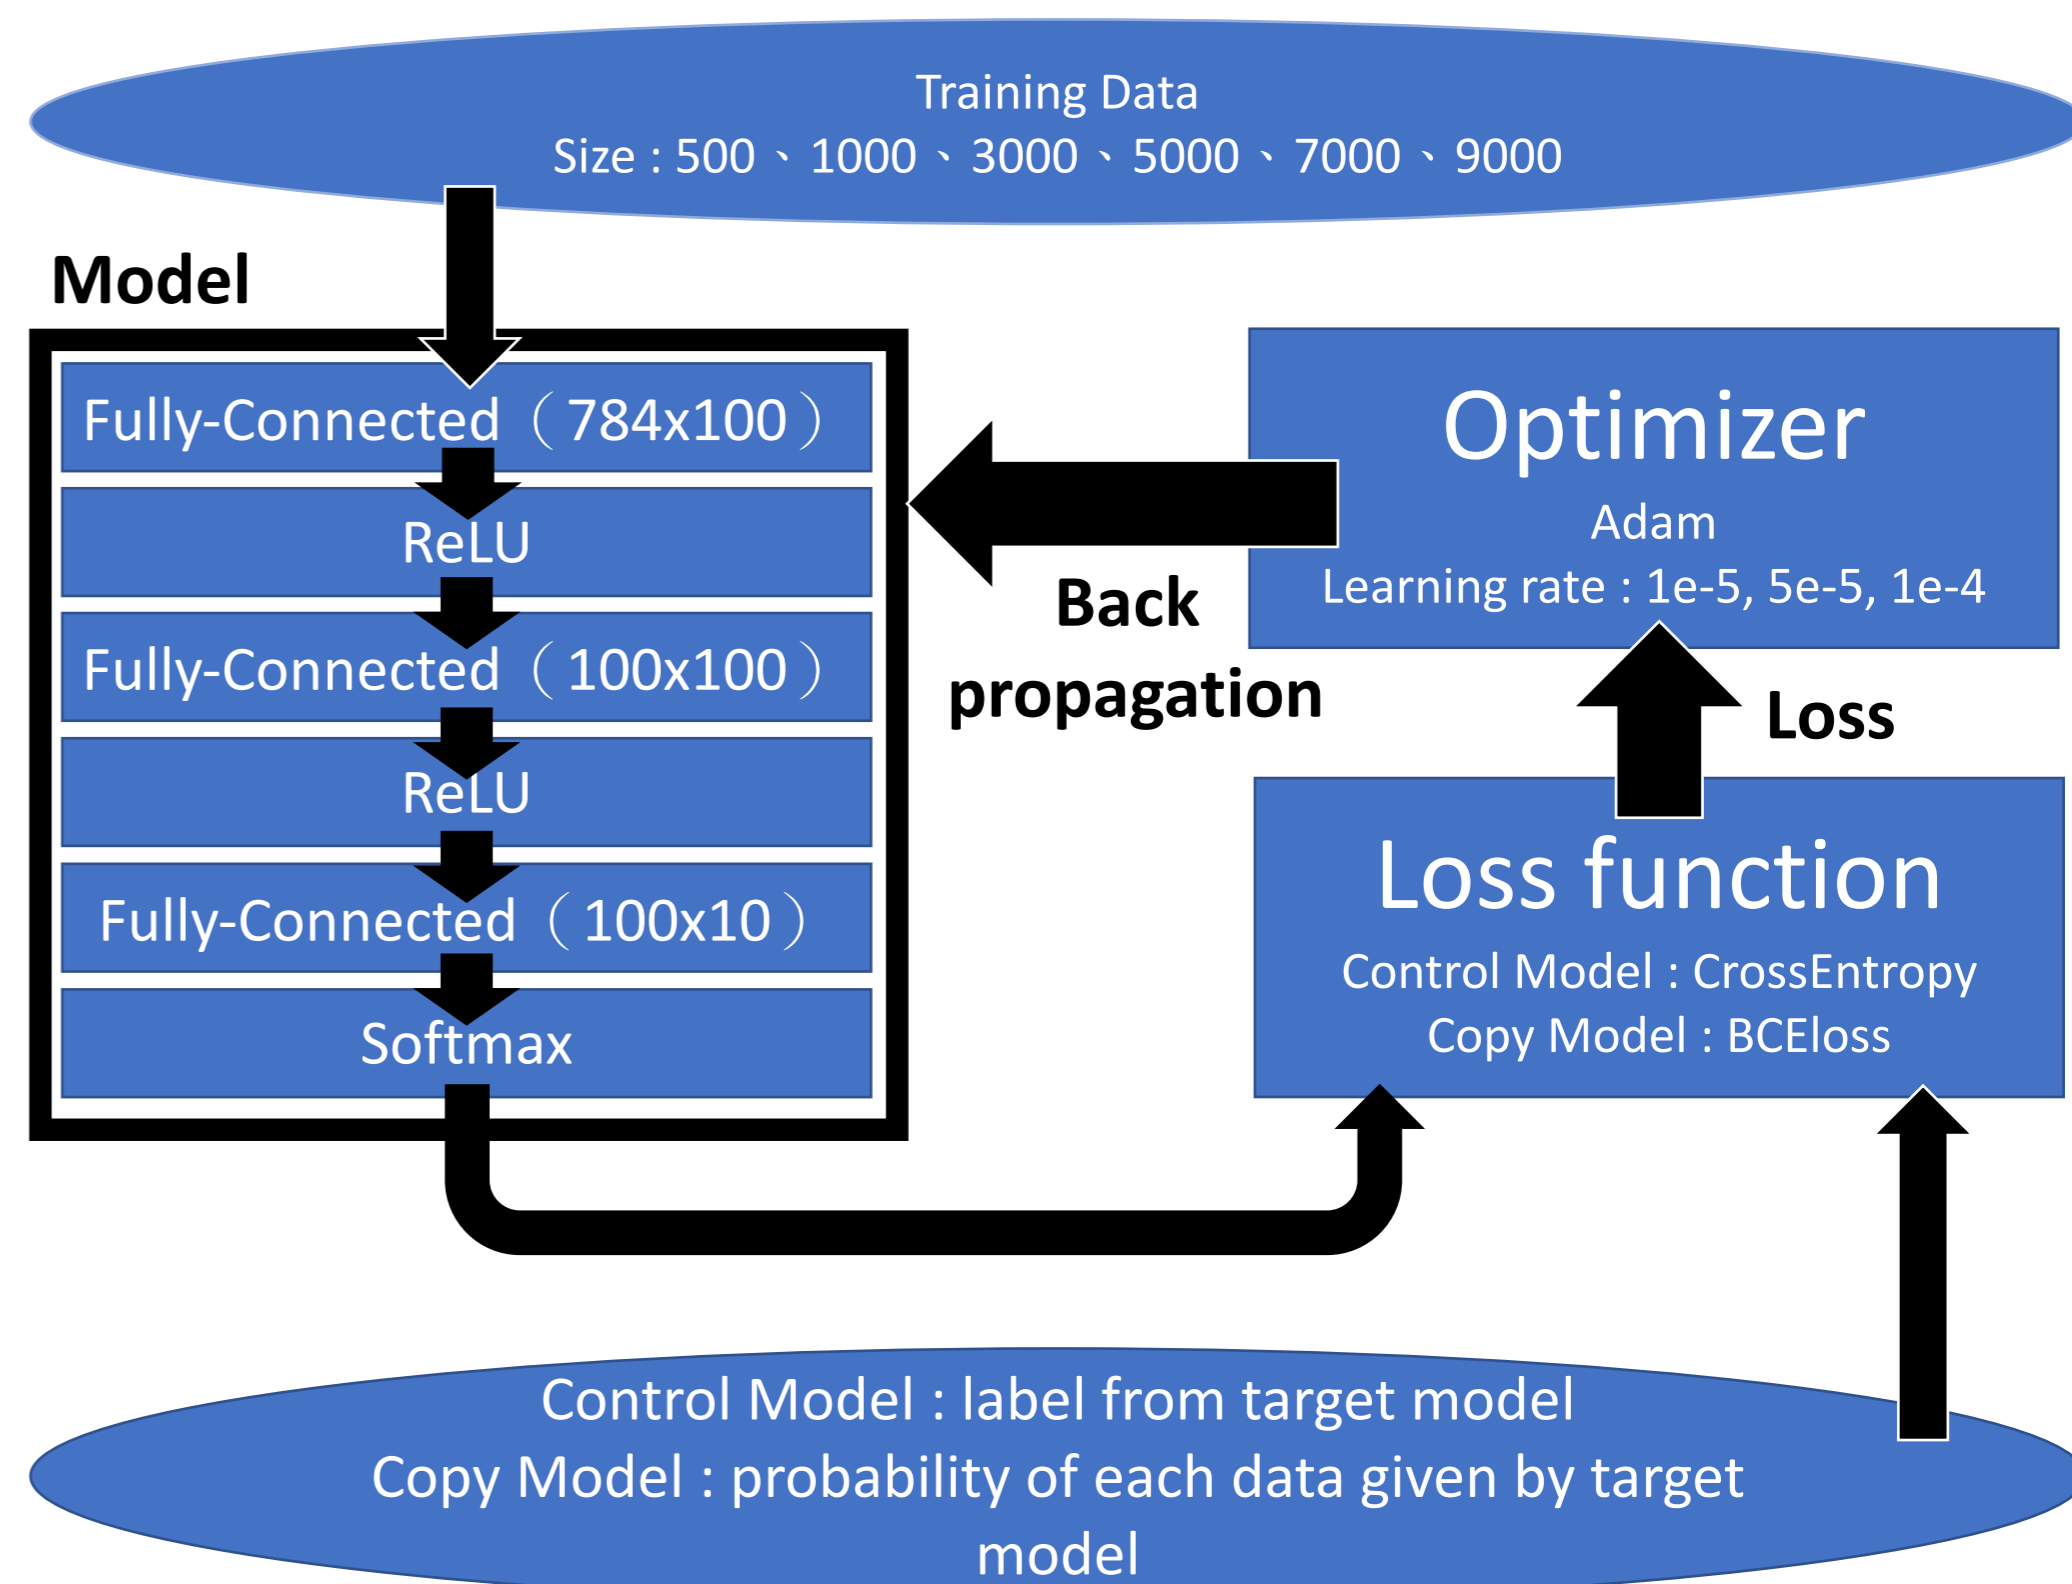 Training Data
Size : 500、1000、3000、5000、7000、9000
Model
Fully-Connected（784x100）
ReLU
Fully-Connected（100x100）
ReLU
Fully-Connected（100x10）
Softmax
Optimizer
Adam
Learning rate : 1e-5, 5e-5, 1e-4
Back
propagation
Loss
Loss function
Control Model : CrossEntropy
Copy Model : BCEloss
Control Model : label from target model
Copy Model : probability of each data given by target
model